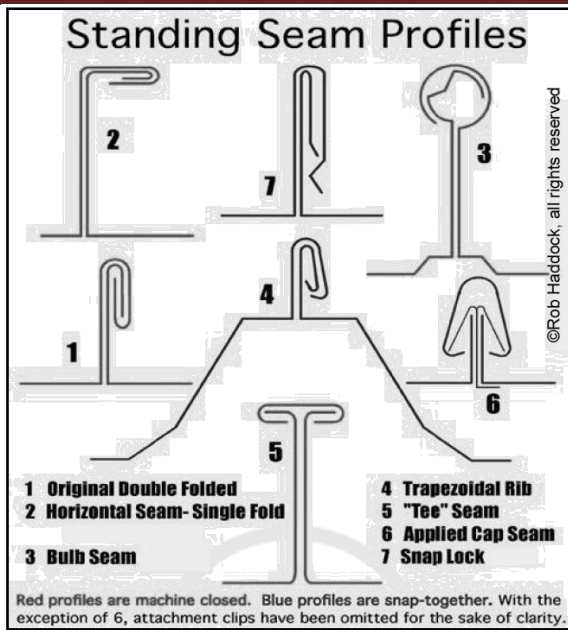 Standing Seam Profiles
2
7
3
4
1
6
5
©Rob Haddock, all rights reserved
1 Original Double Folded
2 Horizontal Seam- Single Fold
3 Bulb Seam
4 Trapezoidal Rib
5 "Tee" Seam
6 Applied Cap Seam
7 Snap Lock
Red profiles are machine closed. Blue profiles are snap-together. With the
exception of 6, attachment clips have been omitted for the sake of clarity.